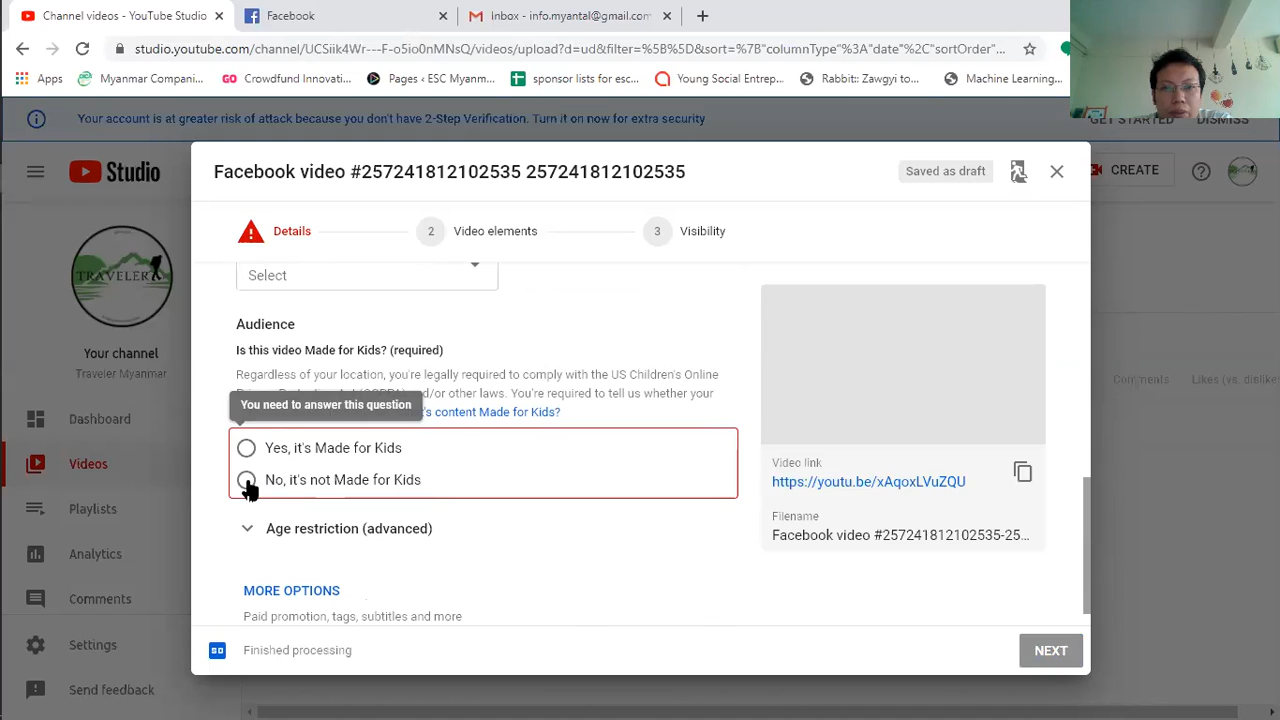 Channel videos - YouTube Studio
Facebook
Inbox - info.myantal@gmail.com
studio.youtube.com/channel/UCSiik4Wr---F-o5io0nMNsQ/videos/upload?d=ud&filter=%5B%5D&sort=%7B"columnType"%3A"date"%2C"sortOrder"...
Apps
Myanmar Compani...
Crowdfund Innovati...
Pages ‹ ESC Myanm...
sponsor lists for esc...
Young Social Entrep...
Rabbit:: Zawgyi to...
Machine Learning...
Your account is at greater risk of attack because you don't have 2-Step Verification. Turn it on now for extra security
GET STARTED
DISMISS
Studio
CREATE
Facebook video #257241812102535 257241812102535
Saved as draft
Details
2
Video elements
3
Visibility
TRAVELER
Your channel
Traveler Myanmar
Dashboard
Videos
Playlists
Analytics
Comments
Settings
Send feedback
Select
Audience
Is this video Made for Kids? (required)
Regardless of your location, you're legally required to comply with the US Children's Online
and/or other laws. You're required to tell us whether your
You need to answer this question
content Made for Kids?
Yes, it's Made for Kids
No, it's not Made for Kids
Age restriction (advanced)
MORE OPTIONS
Paid promotion, tags, subtitles and more
Video link
https://youtu.be/xAqoxLVuZQU
Filename
Facebook video #257241812102535-25...
Comments
Likes (vs. dislike
SD
Finished processing
NEXT